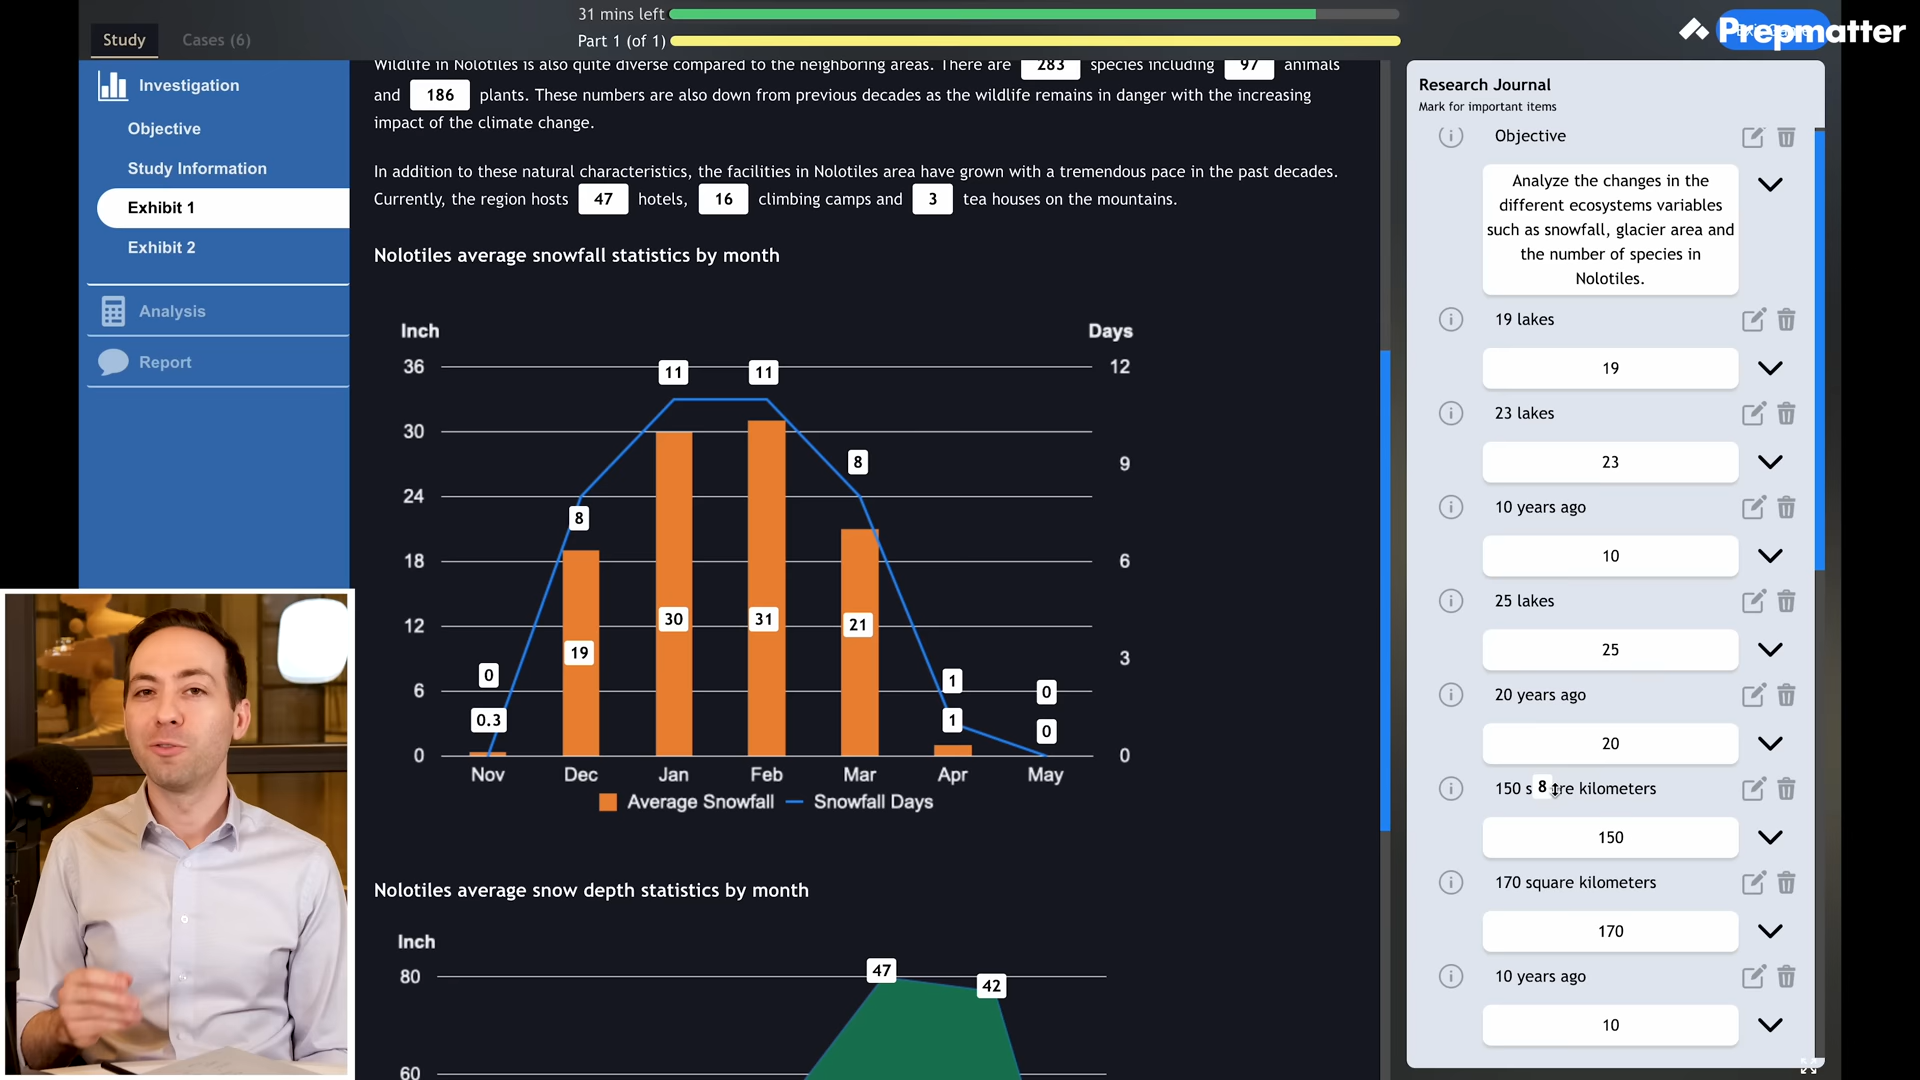 31 mins left
Part 1 (of 1)
Study
Cases (6)
Prepmatter
Investigation
Objective
Study Information
Exhibit 1
Exhibit 2
Analysis
Report
Wildlife in Nolotiles is also quite diverse compared to the neighboring areas. There are 283 species including 97 animals
and 186 plants. These numbers are also down from previous decades as the wildlife remains in danger with the increasing
impact of the climate change.
In addition to these natural characteristics, the facilities in Nolotiles area have grown with a tremendous pace in the past decades.
Currently, the region hosts 47 hotels, 16 climbing camps and 3 tea houses on the mountains.
Nolotiles average snowfall statistics by month
Inch
Days
36
30
24
18
12
6
0
12
9
6
3
0
0
0.3
8
19
11
30
11
31
8
21
1
1
0
0
Nov Dec Jan Feb Mar Apr May
Average Snowfall Snowfall Days
Nolotiles average snow depth statistics by month
Inch
80
60
47
42
Research Journal
Mark for important items
Objective
Analyze the changes in the
different ecosystems variables
such as snowfall, glacier area and
the number of species in
Nolotiles.
19 lakes
19
23 lakes
23
10 years ago
10
25 lakes
25
20 years ago
20
150 s 8 re kilometers
150
170 square kilometers
170
10 years ago
10